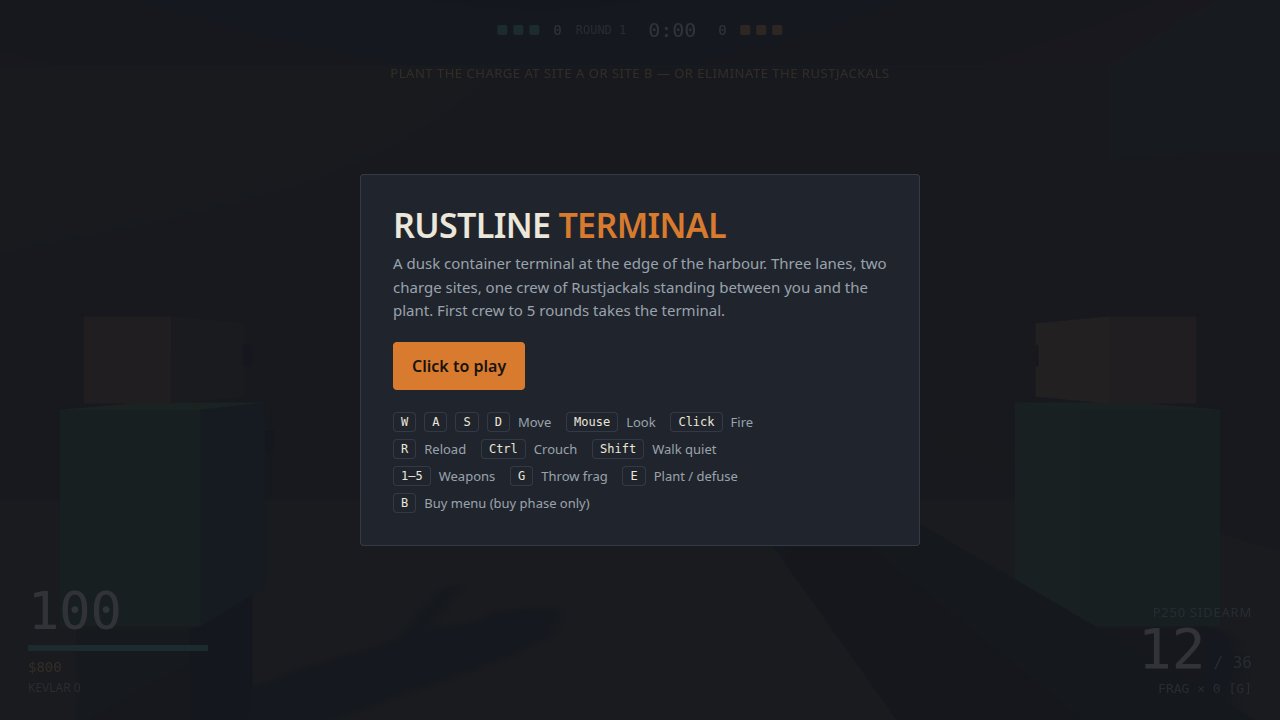 0 ROUND 1 0:00 0
PLANT THE CHARGE AT SITE A OR SITE B — OR ELIMINATE THE RUSTJACKALS
RUSTLINE TERMINAL
A dusk container terminal at the edge of the harbour. Three lanes, two
charge sites, one crew of Rustjackals standing between you and the
plant. First crew to 5 rounds takes the terminal.
Click to play
W A S D Move Mouse Look Click Fire
R Reload Ctrl Crouch Shift Walk quiet
1–5 Weapons G Throw frag E Plant / defuse
B Buy menu (buy phase only)
100
$800
KEVLAR 0
P250 SIDEARM
12 / 36
FRAG × 0 [G]